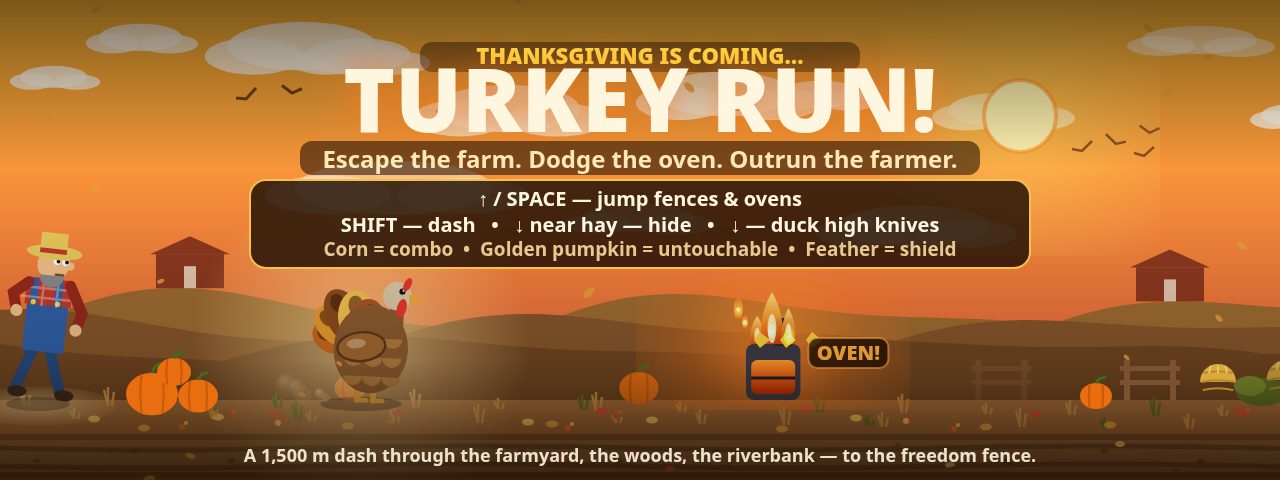 THANKSGIVING IS COMING...
TURKEY RUN!
Escape the farm. Dodge the oven. Outrun the farmer.
↑ / SPACE — jump fences & ovens
SHIFT — dash • ↓ near hay — hide • ↓ — duck high knives
Corn = combo • Golden pumpkin = untouchable • Feather = shield
OVEN!
A 1,500 m dash through the farmyard, the woods, the riverbank — to the freedom fence.